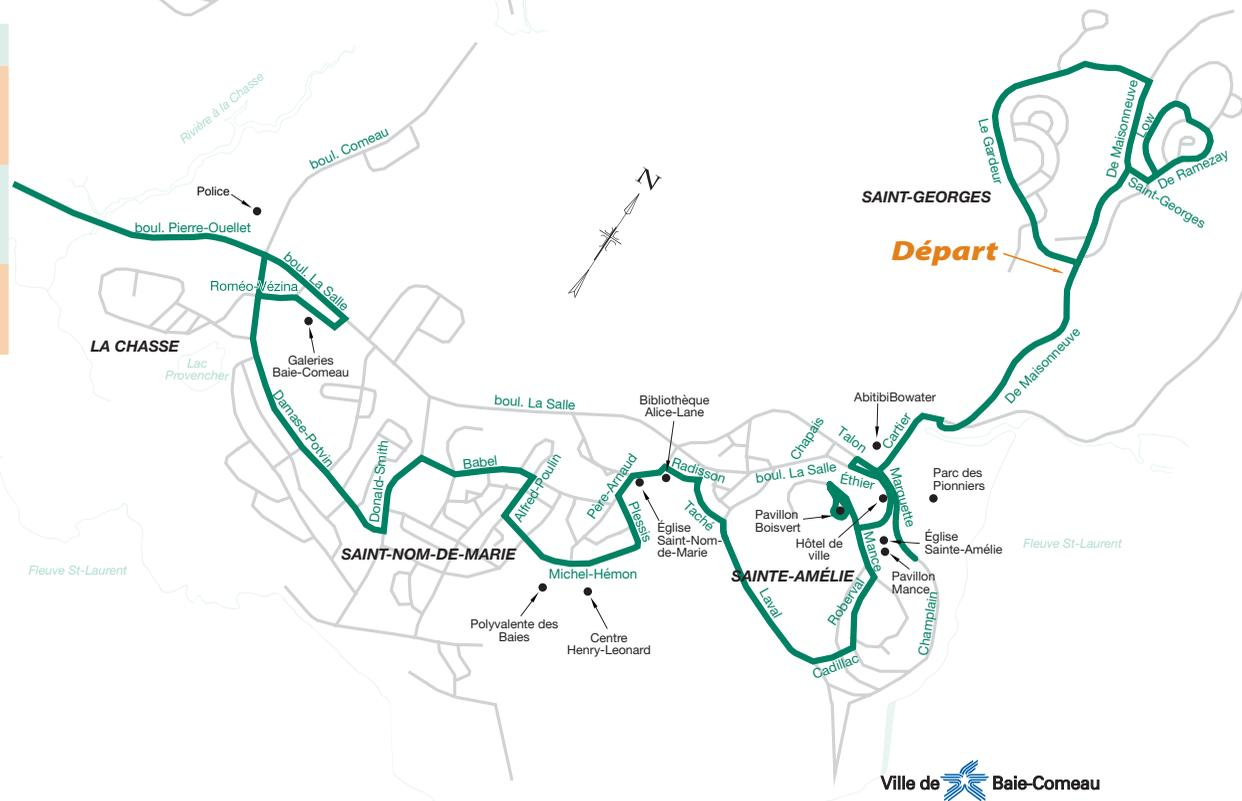 Rivière à la Chasse
boul. Comeau
Police
boul. Pierre-Ouellet
boul. La Salle
Roméo-Vézina
LA CHASSE
Galeries
Baie-Comeau
Lac
Provencher
Damase-Potvin
Donald-Smith
Babel
Alfred-Poulin
SAINT-NOM-DE-MARIE
Fleuve St-Laurent
N
boul. La Salle
Bibliothèque
Alice-Lane
Père-Arnaud
Plessis
Radisson
Taché
Église
Saint-Nom-
de-Marie
Michel-Hémon
Polyvalente des
Baies
Centre
Henry-Leonard
SAINT-GEORGES
Départ
Le Gardeur
De Maisonneuve
Low
De Ramezay
Saint-Georges
De Maisonneuve
AbitibiBowater
Chapais
Talon
Cartier
boul. La Salle
Éthier
Marquette
Parc des
Pionniers
Pavillon
Boisvert
Hôtel de
ville
Mance
Église
Sainte-Amélie
Pavillon
Mance
SAINTE-AMÉLIE
Laval
Roberval
Champlain
Cadillac
Fleuve St-Laurent
Ville de Baie-Comeau